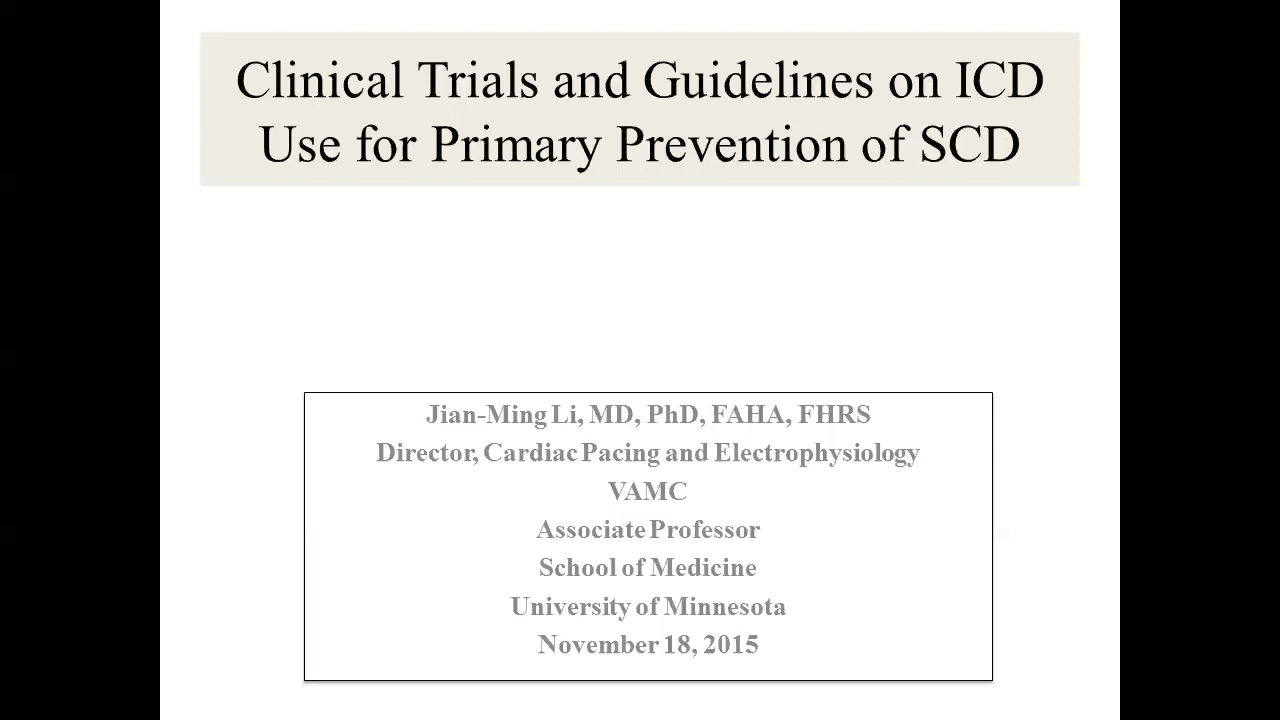 Clinical Trials and Guidelines on ICD
Use for Primary Prevention of SCD
Jian-Ming Li, MD, PhD, FAHA, FHRS
Director, Cardiac Pacing and Electrophysiology
VAMC
Associate Professor
School of Medicine
University of Minnesota
November 18, 2015